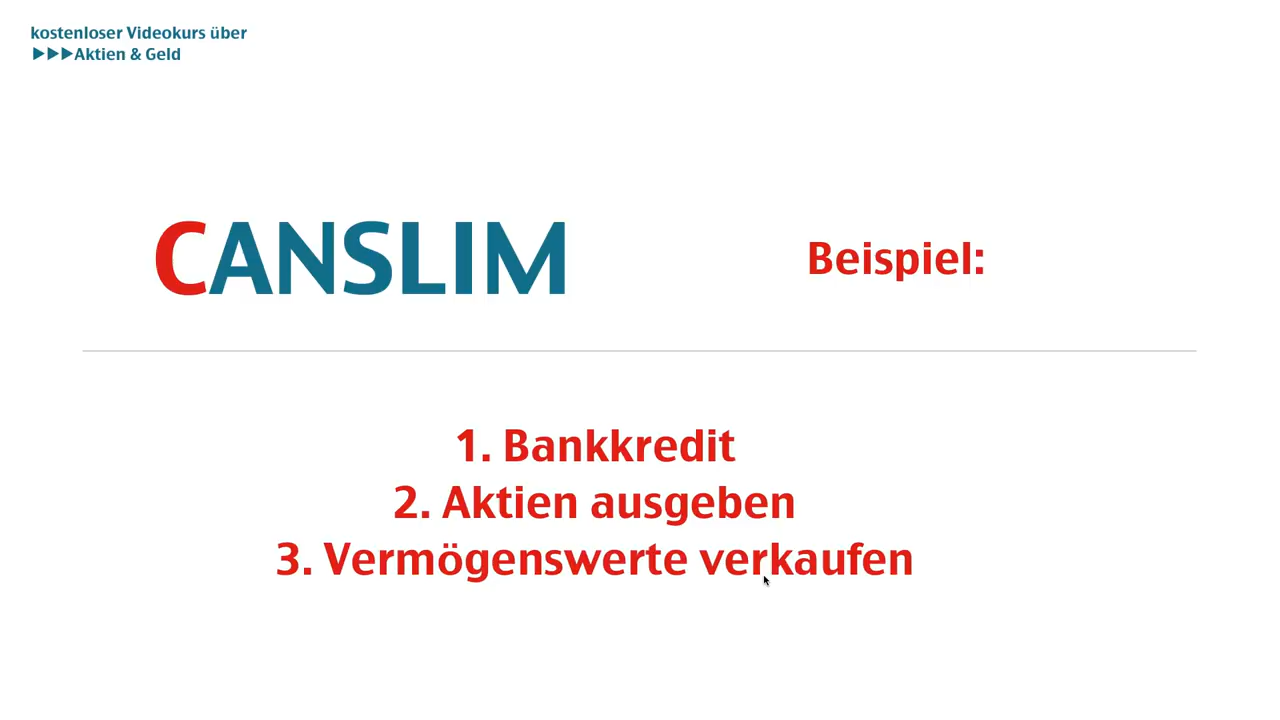 kostenloser Videokurs über
▶▶▶Aktien & Geld
CANSLIM
Beispiel:
1. Bankkredit
2. Aktien ausgeben
3. Vermögenswerte verkaufen